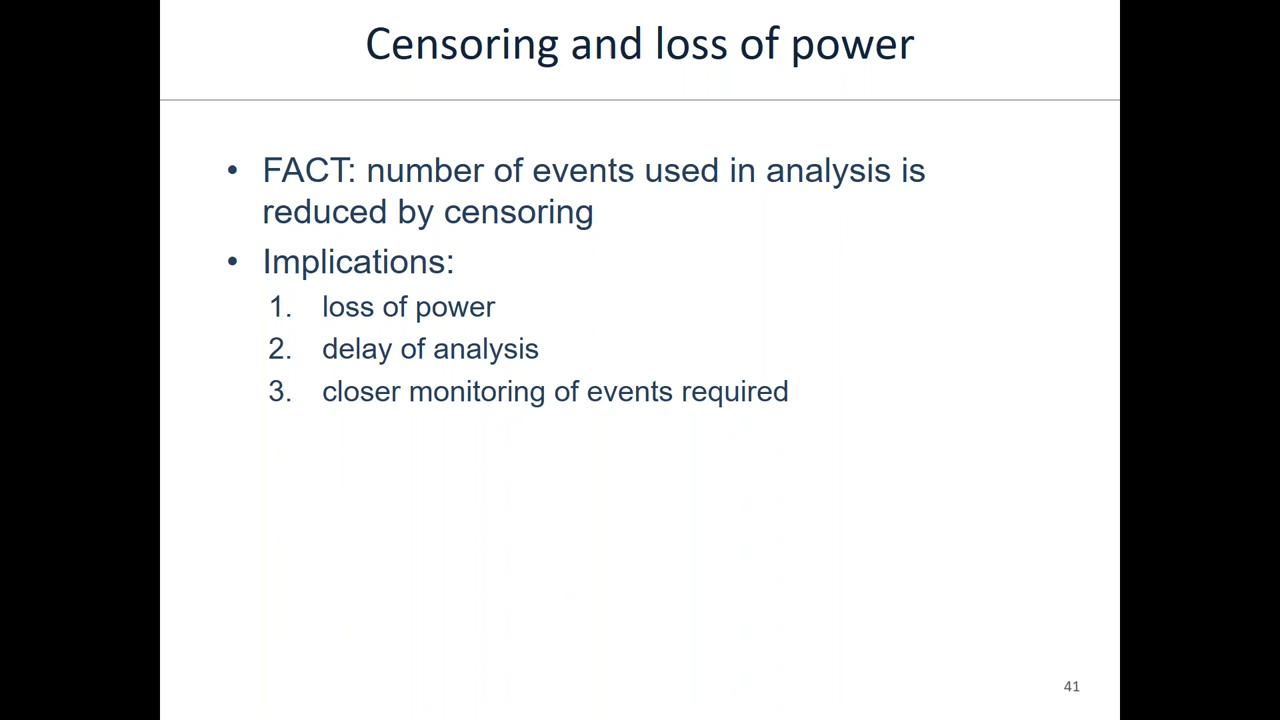 Censoring and loss of power
• FACT: number of events used in analysis is
reduced by censoring
• Implications:
1. loss of power
2. delay of analysis
3. closer monitoring of events required
41